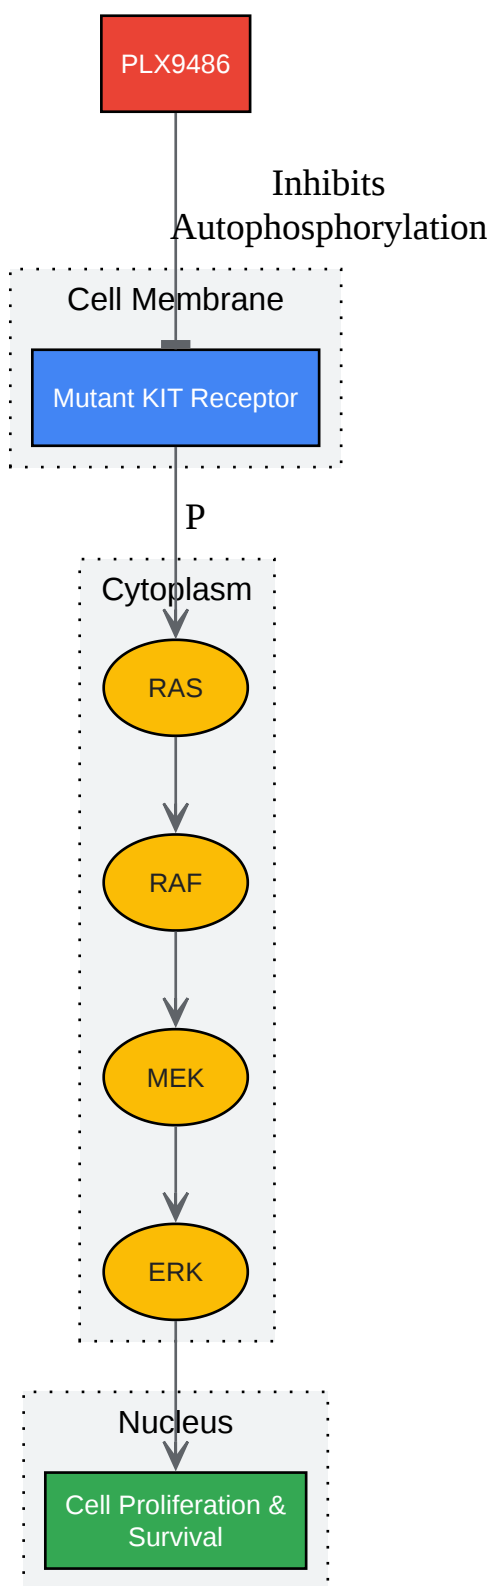 PLX9486
Inhibits
Autophosphorylation
Cell Membrane
Mutant KIT Receptor
P
Cytoplasm
RAS
RAF
MEK
ERK
Nucleus
Cell Proliferation &
Survival